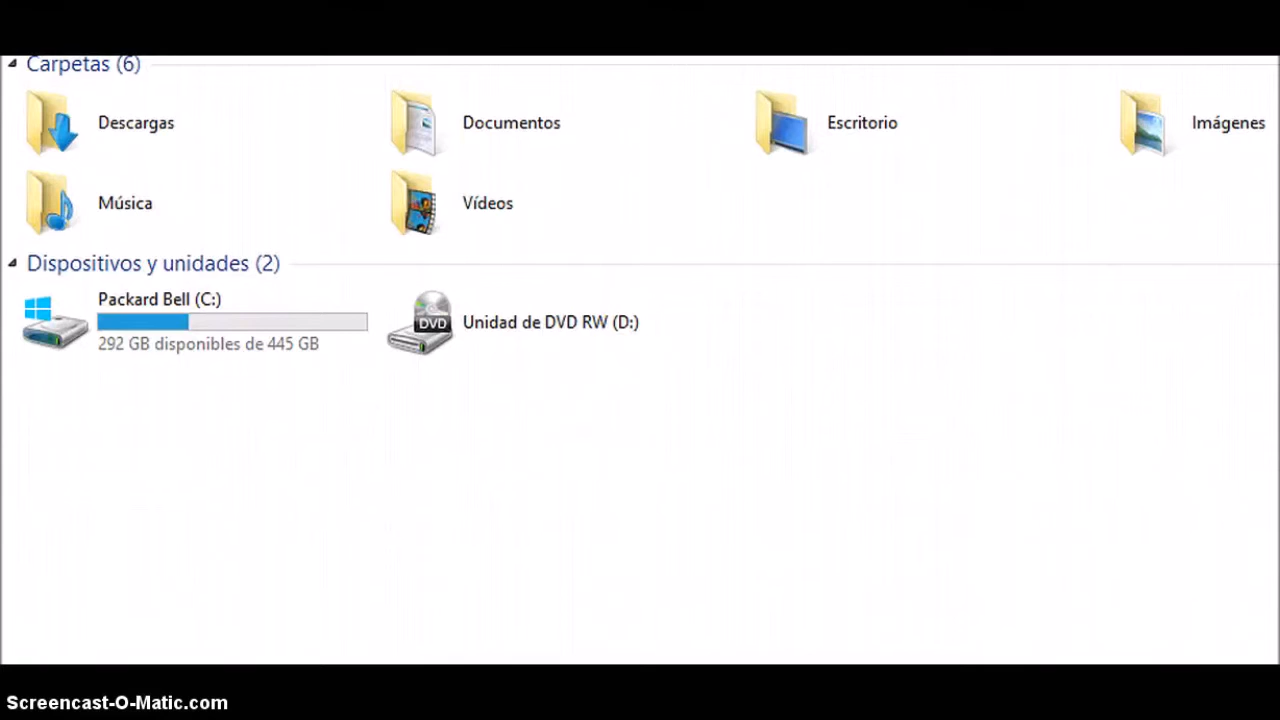 Carpetas (6)
Descargas
Documentos
Escritorio
Imágenes
Música
Vídeos
Dispositivos y unidades (2)
Packard Bell (C:)
292 GB disponibles de 445 GB
DVD
Unidad de DVD RW (D:)
Screencast-O-Matic.com